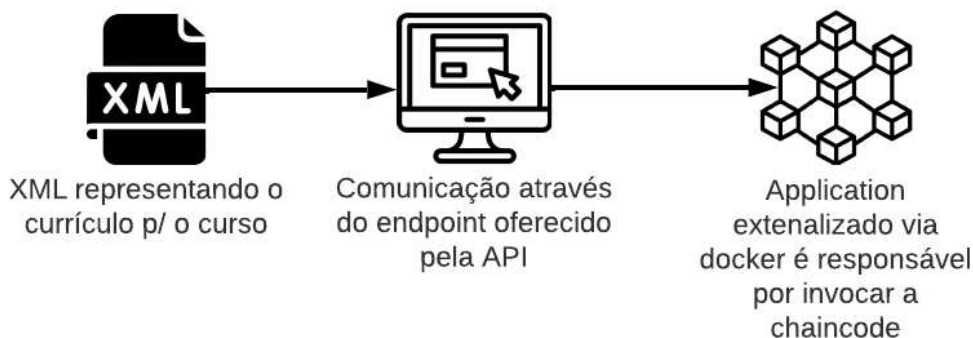 XML
XML representando o
currículo p/ o curso
Comunicação através
do endpoint oferecido
pela API
Application
extenalizado via
docker é responsável
por invocar a
chaincode